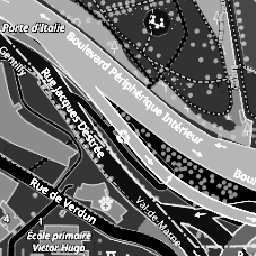 Porte d'Italie
Boulevard Périphérique Intérieur
Gentilly
Rue Jacques Destrée
Boul
Rue de Verdun
Val-de-Marne
4
École primaire
Victor Hugo